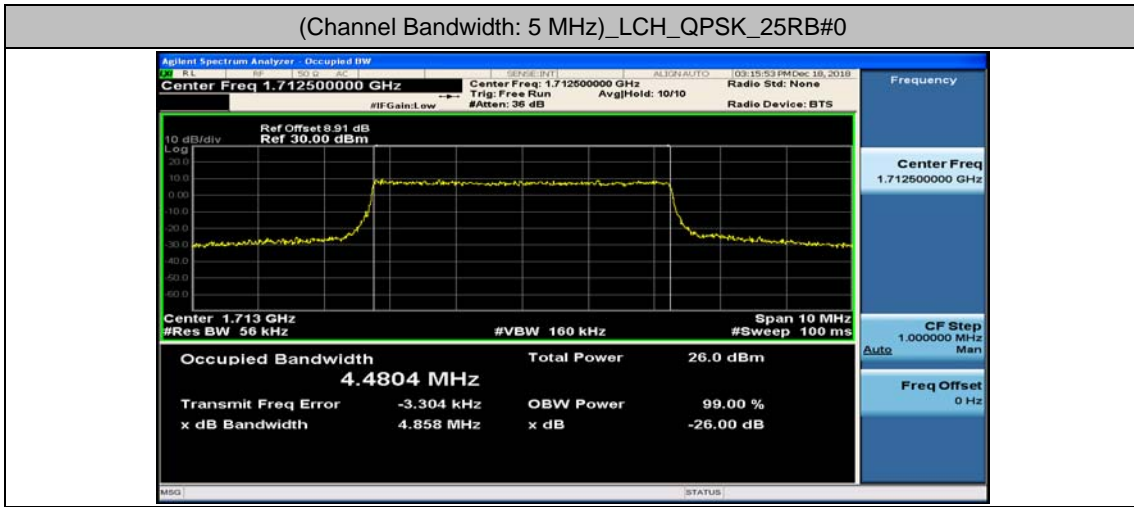 (Channel Bandwidth: 5 MHz)_LCH_QPSK_25RB#0
Agilent Spectrum Analyzer - Occupied BW
LXI RL RF 50 Ω AC SENSE:INT ALIGN AUTO 03:15:53 PM Dec 18, 2018
Center Freq 1.712500000 GHz
Center Freq: 1.712500000 GHz
Radio Std: None
Trig: Free Run Avg|Hold: 10/10
#IFGain:Low #Atten: 36 dB Radio Device: BTS
Ref Offset 8.91 dB
10 dB/div Ref 30.00 dBm
Log
20.0
10.0
0.00
-10.0
-20.0
-30.0
-40.0
-50.0
-60.0
Center 1.713 GHz Span 10 MHz
#Res BW 56 kHz #VBW 160 kHz #Sweep 100 ms
Occupied Bandwidth Total Power 26.0 dBm
4.4804 MHz
Transmit Freq Error -3.304 kHz OBW Power 99.00 %
x dB Bandwidth 4.858 MHz x dB -26.00 dB
Frequency
Center Freq
1.712500000 GHz
CF Step
1.000000 MHz
Auto Man
Freq Offset
0 Hz
MSG STATUS